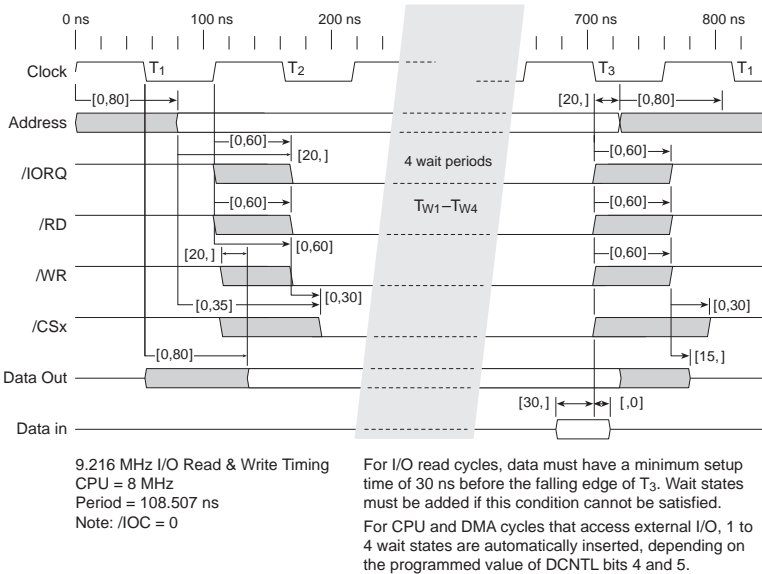 0 ns 100 ns 200 ns 700 ns 800 ns
Clock T1 T2 T3 T1
[0,80] [20,] [0,80]
Address
[0,60] [20,] [0,60]
/IORQ 4 wait periods
[0,60] [0,60]
/RD TW1–TW4
[20,] [0,60] [0,60]
/WR
[0,35] [0,30] [0,30]
/CSx
[0,80] [15,]
Data Out
[30,] [,0]
Data in
9.216 MHz I/O Read & Write Timing
CPU = 8 MHz
Period = 108.507 ns
Note: /IOC = 0
For I/O read cycles, data must have a minimum setup
time of 30 ns before the falling edge of T3. Wait states
must be added if this condition cannot be satisfied.
For CPU and DMA cycles that access external I/O, 1 to
4 wait states are automatically inserted, depending on
the programmed value of DCNTL bits 4 and 5.